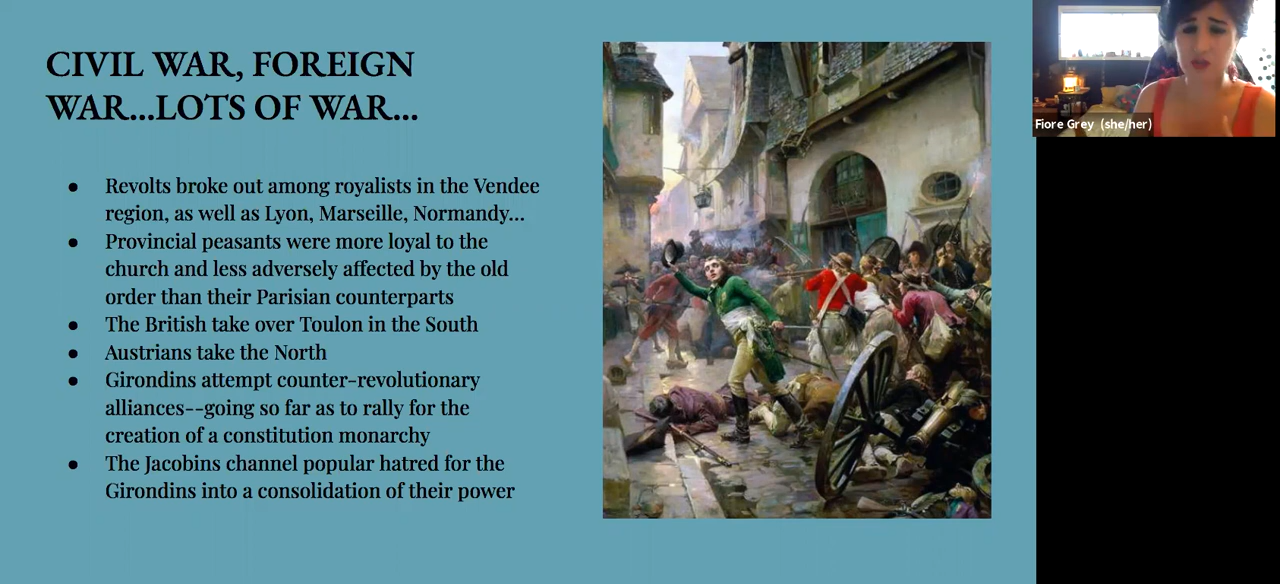 CIVIL WAR, FOREIGN
WAR...LOTS OF WAR...
● Revolts broke out among royalists in the Vendee
region, as well as Lyon, Marseille, Normandy...
● Provincial peasants were more loyal to the
church and less adversely affected by the old
order than their Parisian counterparts
● The British take over Toulon in the South
● Austrians take the North
● Girondins attempt counter-revolutionary
alliances--going so far as to rally for the
creation of a constitution monarchy
● The Jacobins channel popular hatred for the
Girondins into a consolidation of their power
Fiore Grey (she/her)